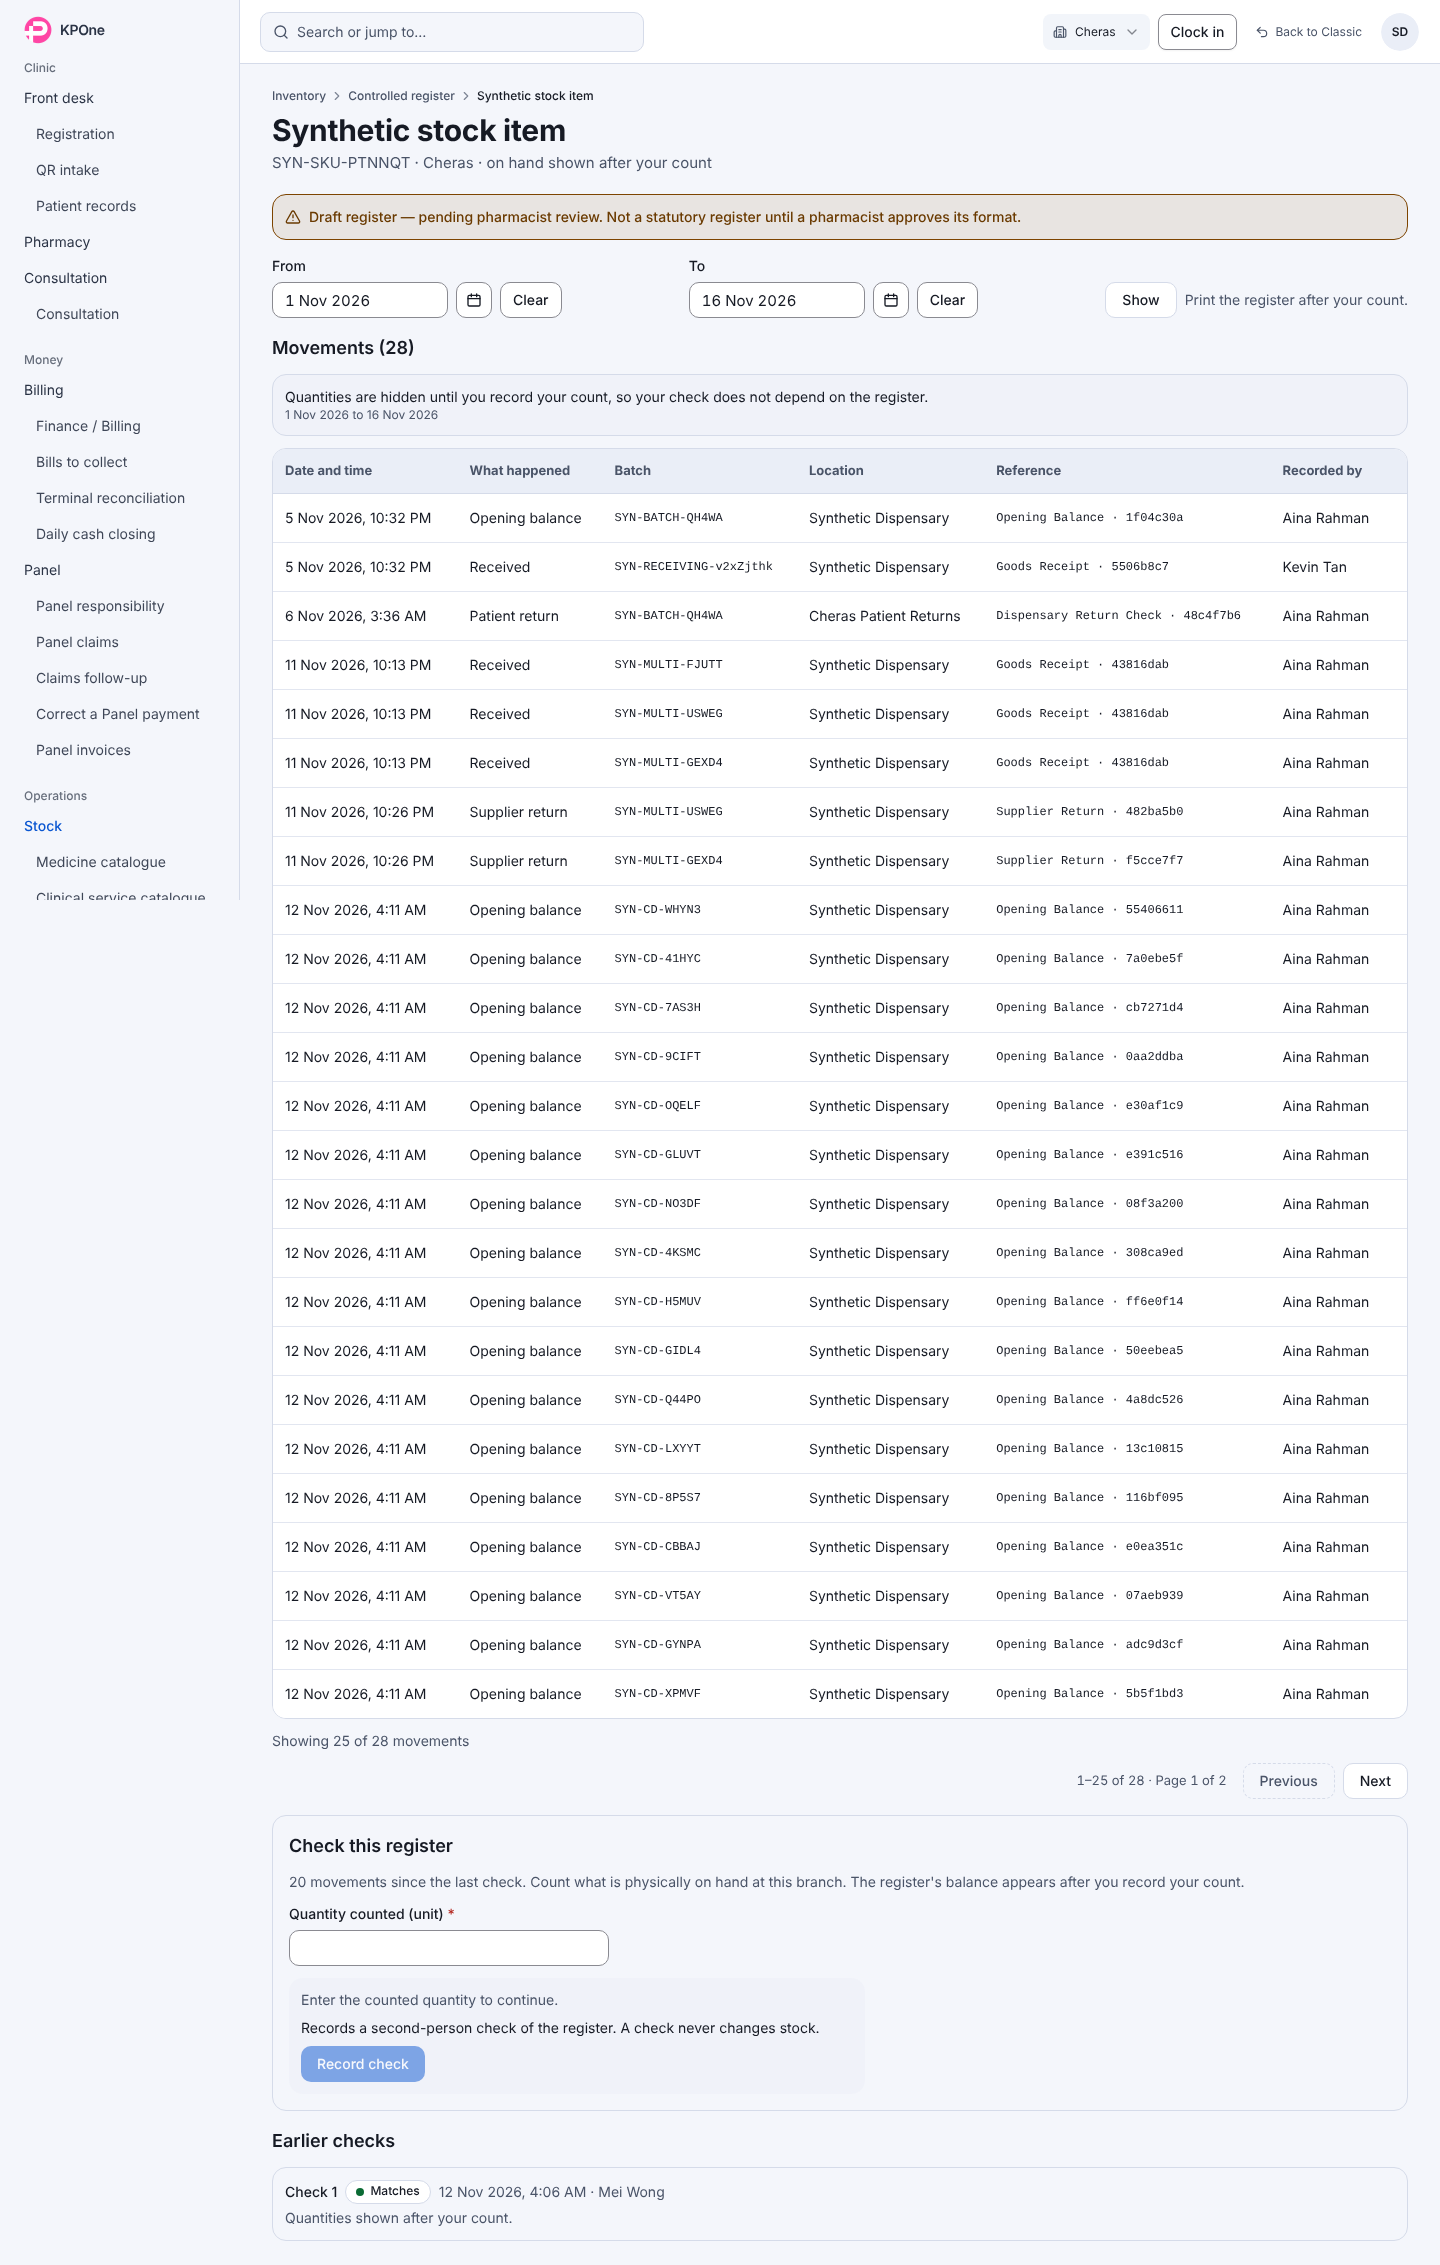 KPOne
Search or jump to...
Cheras
Clock in
Back to Classic
SD
Clinic
Front desk
Registration
QR intake
Patient records
Pharmacy
Consultation
Consultation
Money
Billing
Finance / Billing
Bills to collect
Terminal reconciliation
Daily cash closing
Panel
Panel responsibility
Panel claims
Claims follow-up
Correct a Panel payment
Panel invoices
Operations
Stock
Medicine catalogue
Clinical service catalogue
Inventory > Controlled register > Synthetic stock item
Synthetic stock item
SYN-SKU-PTNNQT · Cheras · on hand shown after your count
Draft register — pending pharmacist review. Not a statutory register until a pharmacist approves its format.
From To
1 Nov 2026 Clear 16 Nov 2026 Clear Show Print the register after your count.
Movements (28)
Quantities are hidden until you record your count, so your check does not depend on the register.
1 Nov 2026 to 16 Nov 2026
Date and time What happened Batch Location Reference Recorded by
5 Nov 2026, 10:32 PM Opening balance SYN-BATCH-QH4WA Synthetic Dispensary Opening Balance · 1f04c30a Aina Rahman
5 Nov 2026, 10:32 PM Received SYN-RECEIVING-v2xZjthk Synthetic Dispensary Goods Receipt · 5506b8c7 Kevin Tan
6 Nov 2026, 3:36 AM Patient return SYN-BATCH-QH4WA Cheras Patient Returns Dispensary Return Check · 48c4f7b6 Aina Rahman
11 Nov 2026, 10:13 PM Received SYN-MULTI-FJUTT Synthetic Dispensary Goods Receipt · 43816dab Aina Rahman
11 Nov 2026, 10:13 PM Received SYN-MULTI-USWEG Synthetic Dispensary Goods Receipt · 43816dab Aina Rahman
11 Nov 2026, 10:13 PM Received SYN-MULTI-GEXD4 Synthetic Dispensary Goods Receipt · 43816dab Aina Rahman
11 Nov 2026, 10:26 PM Supplier return SYN-MULTI-USWEG Synthetic Dispensary Supplier Return · 482ba5b0 Aina Rahman
11 Nov 2026, 10:26 PM Supplier return SYN-MULTI-GEXD4 Synthetic Dispensary Supplier Return · f5cce7f7 Aina Rahman
12 Nov 2026, 4:11 AM Opening balance SYN-CD-WHYN3 Synthetic Dispensary Opening Balance · 55406611 Aina Rahman
12 Nov 2026, 4:11 AM Opening balance SYN-CD-41HYC Synthetic Dispensary Opening Balance · 7a0ebe5f Aina Rahman
12 Nov 2026, 4:11 AM Opening balance SYN-CD-7AS3H Synthetic Dispensary Opening Balance · cb7271d4 Aina Rahman
12 Nov 2026, 4:11 AM Opening balance SYN-CD-9CIFT Synthetic Dispensary Opening Balance · 0aa2ddba Aina Rahman
12 Nov 2026, 4:11 AM Opening balance SYN-CD-OQELF Synthetic Dispensary Opening Balance · e30af1c9 Aina Rahman
12 Nov 2026, 4:11 AM Opening balance SYN-CD-GLUVT Synthetic Dispensary Opening Balance · e391c516 Aina Rahman
12 Nov 2026, 4:11 AM Opening balance SYN-CD-NO3DF Synthetic Dispensary Opening Balance · 08f3a200 Aina Rahman
12 Nov 2026, 4:11 AM Opening balance SYN-CD-4KSMC Synthetic Dispensary Opening Balance · 308ca9ed Aina Rahman
12 Nov 2026, 4:11 AM Opening balance SYN-CD-H5MUV Synthetic Dispensary Opening Balance · ff6e0f14 Aina Rahman
12 Nov 2026, 4:11 AM Opening balance SYN-CD-GIDL4 Synthetic Dispensary Opening Balance · 50eebea5 Aina Rahman
12 Nov 2026, 4:11 AM Opening balance SYN-CD-Q44PO Synthetic Dispensary Opening Balance · 4a8dc526 Aina Rahman
12 Nov 2026, 4:11 AM Opening balance SYN-CD-LXYYT Synthetic Dispensary Opening Balance · 13c10815 Aina Rahman
12 Nov 2026, 4:11 AM Opening balance SYN-CD-8P5S7 Synthetic Dispensary Opening Balance · 116bf095 Aina Rahman
12 Nov 2026, 4:11 AM Opening balance SYN-CD-CBBAJ Synthetic Dispensary Opening Balance · e0ea351c Aina Rahman
12 Nov 2026, 4:11 AM Opening balance SYN-CD-VT5AY Synthetic Dispensary Opening Balance · 07aeb939 Aina Rahman
12 Nov 2026, 4:11 AM Opening balance SYN-CD-GYNPA Synthetic Dispensary Opening Balance · adc9d3cf Aina Rahman
12 Nov 2026, 4:11 AM Opening balance SYN-CD-XPMVF Synthetic Dispensary Opening Balance · 5b5f1bd3 Aina Rahman
Showing 25 of 28 movements
1–25 of 28 · Page 1 of 2 Previous Next
Check this register
20 movements since the last check. Count what is physically on hand at this branch. The register's balance appears after you record your count.
Quantity counted (unit) *
Enter the counted quantity to continue.
Records a second-person check of the register. A check never changes stock.
Record check
Earlier checks
Check 1 Matches 12 Nov 2026, 4:06 AM · Mei Wong
Quantities shown after your count.